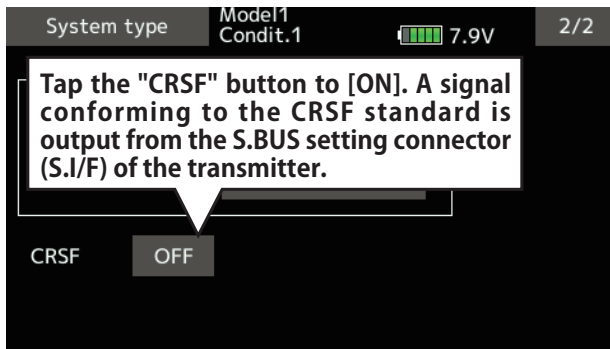 System type
Model1
Condit.1
7.9V
2/2
Tap the "CRSF" button to [ON]. A signal
conforming to the CRSF standard is
output from the S.BUS setting connector
(S.I/F) of the transmitter.
CRSF
OFF